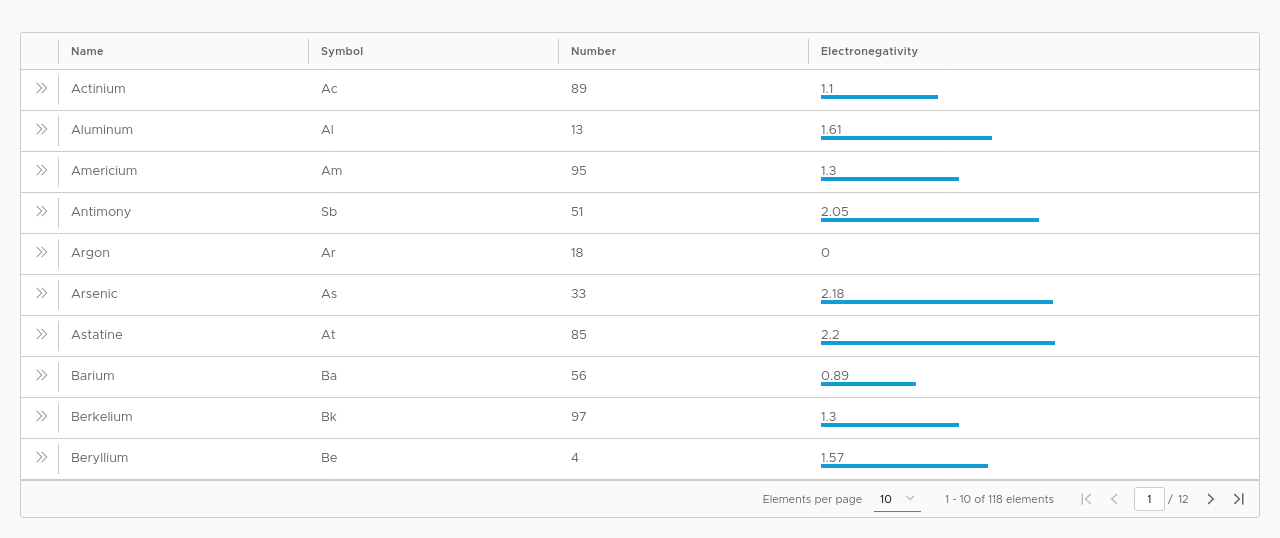 Name Symbol Number Electronegativity
Actinium Ac 89 1.1
Aluminum Al 13 1.61
Americium Am 95 1.3
Antimony Sb 51 2.05
Argon Ar 18 0
Arsenic As 33 2.18
Astatine At 85 2.2
Barium Ba 56 0.89
Berkelium Bk 97 1.3
Beryllium Be 4 1.57
Elements per page 10 1 - 10 of 118 elements 1 / 12